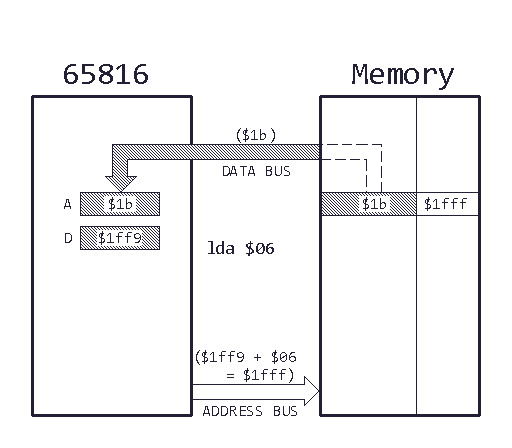 65816
Memory
($1b)
DATA BUS
A
$1b
$1b
$1fff
D
$1ff9
lda $06
($1ff9 + $06
= $1fff)
ADDRESS BUS